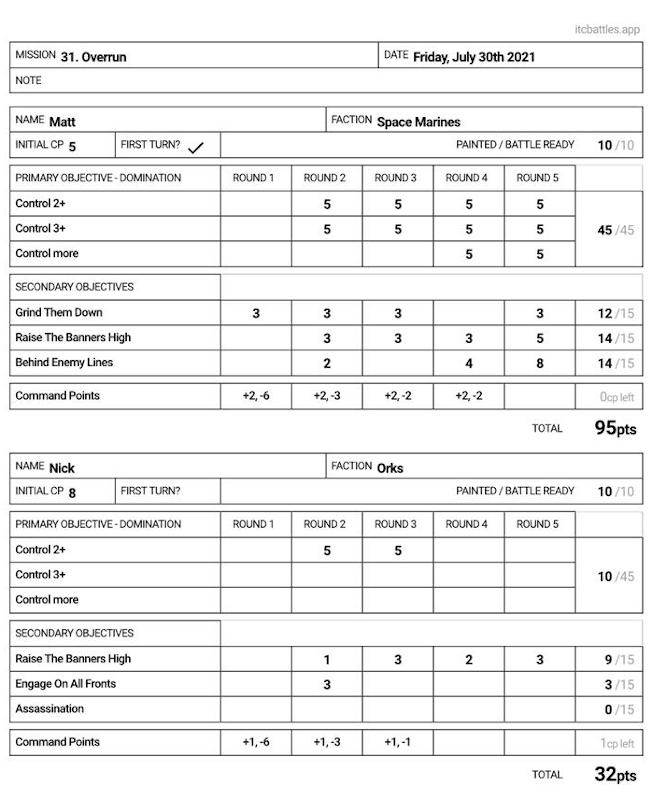 itcbattles.app
MISSION 31. Overrun DATE Friday, July 30th 2021
NOTE
NAME Matt FACTION Space Marines
INITIAL CP 5 FIRST TURN? ✓ PAINTED / BATTLE READY 10/10
PRIMARY OBJECTIVE - DOMINATION ROUND 1 ROUND 2 ROUND 3 ROUND 4 ROUND 5
Control 2+ 5 5 5 5
Control 3+ 5 5 5 5 45/45
Control more 5 5
SECONDARY OBJECTIVES
Grind Them Down 3 3 3 3 12/15
Raise The Banners High 3 3 3 5 14/15
Behind Enemy Lines 2 4 8 14/15
Command Points +2,-6 +2,-3 +2,-2 +2,-2 0cp left
TOTAL 95pts
NAME Nick FACTION Orks
INITIAL CP 8 FIRST TURN? PAINTED / BATTLE READY 10/10
PRIMARY OBJECTIVE - DOMINATION ROUND 1 ROUND 2 ROUND 3 ROUND 4 ROUND 5
Control 2+ 5 5
Control 3+ 10/45
Control more
SECONDARY OBJECTIVES
Raise The Banners High 1 3 2 3 9/15
Engage On All Fronts 3 3/15
Assassination 0/15
Command Points +1,-6 +1,-3 +1,-1 1cp left
TOTAL 32pts